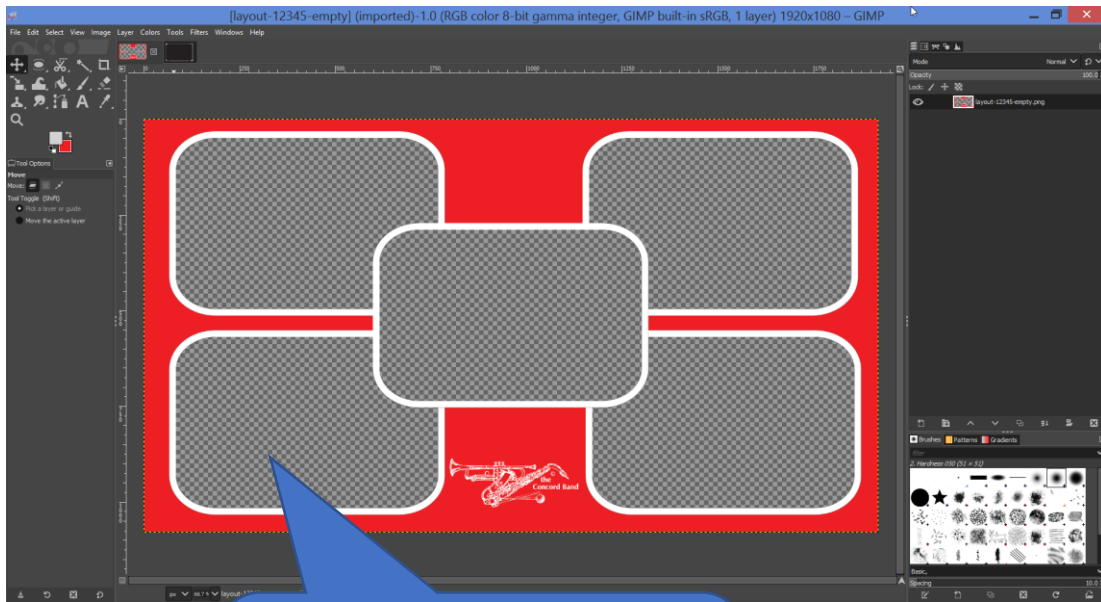 [layout-12345-empty] (imported)-1.0 (RGB color 8-bit gamma integer, GIMP built-in sRGB, 1 layer) 1920x1080 – GIMP
File Edit Select View Image Layer Colors Tools Filters Windows Help
Mode Normal
Opacity 100.0
Lock:
layout-12345-empty.png
Tool Options
Move
Move:
Tool Toggle (Shift)
Pick a layer or guide
Move the active layer
the
Concord Band
Brushes Patterns Gradients
filter
2. Hardness 050 (51 × 51)
Basic,
Spacing 10.0
px